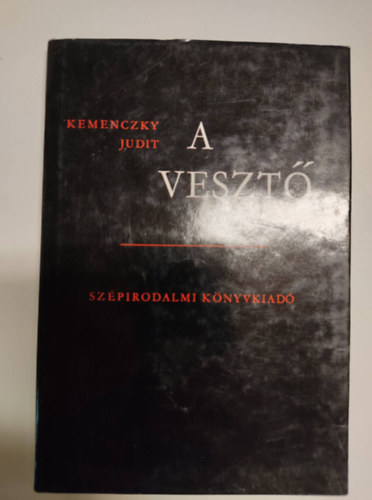 KEMENCZKY
JUDIT
A
VESZTŐ
SZÉPIRODALMI KÖNYVKIADÓ